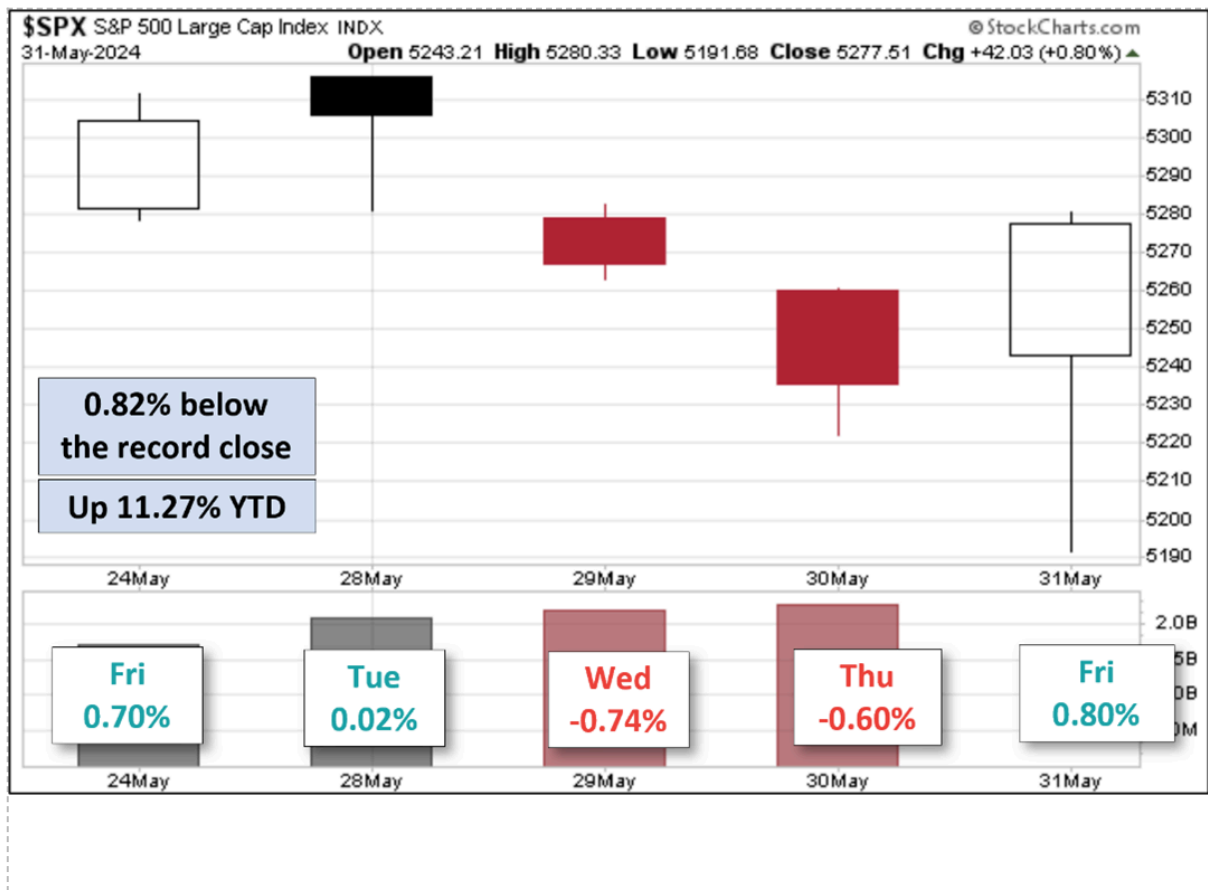 $SPX S&P 500 Large Cap Index INDX
© StockCharts.com
31-May-2024
Open 5243.21 High 5280.33 Low 5191.68 Close 5277.51 Chg +42.03 (+0.80%)
5310
5300
5290
5280
5270
5260
5250
5240
5230
5220
5210
5200
5190
0.82% below
the record close
Up 11.27% YTD
24May 28May 29May 30May 31May
2.0B
5B
0B
0M
Fri
0.70%
Tue
0.02%
Wed
-0.74%
Thu
-0.60%
Fri
0.80%
24May 28May 29May 30May 31May